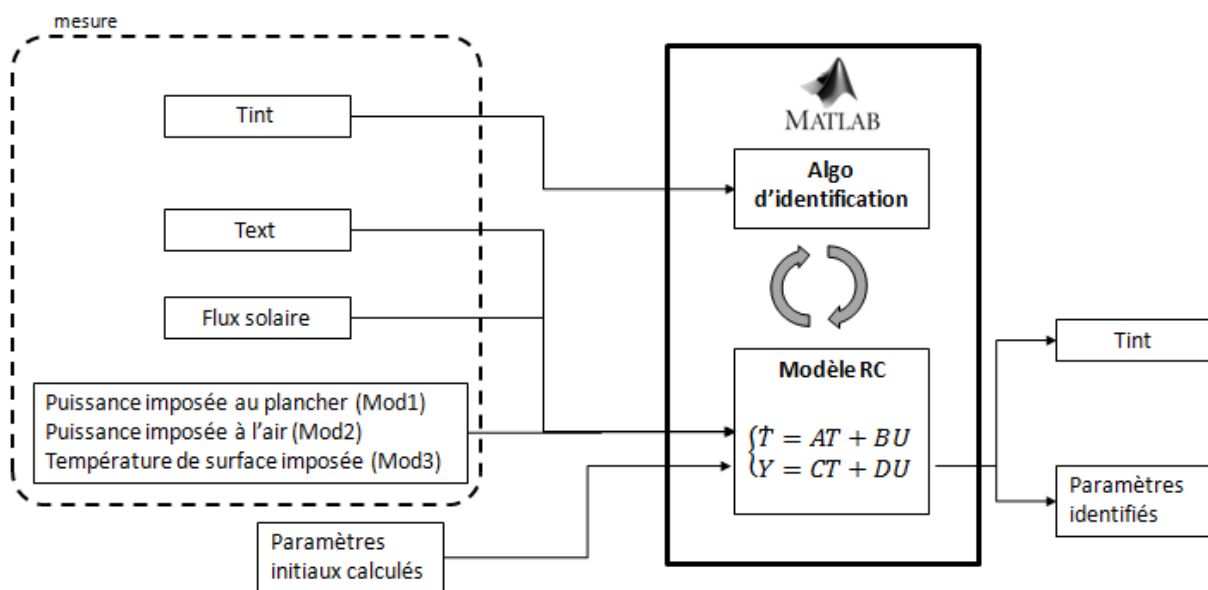 mesure
Tint
Text
Flux solaire
Puissance imposée au plancher (Mod1)
Puissance imposée à l'air (Mod2)
Température de surface imposée (Mod3)
Paramètres
initiaux calculés
MATLAB
Algo
d'identification
Modèle RC
Ṫ = AT + BU
Y = CT + DU
Tint
Paramètres
identifiés